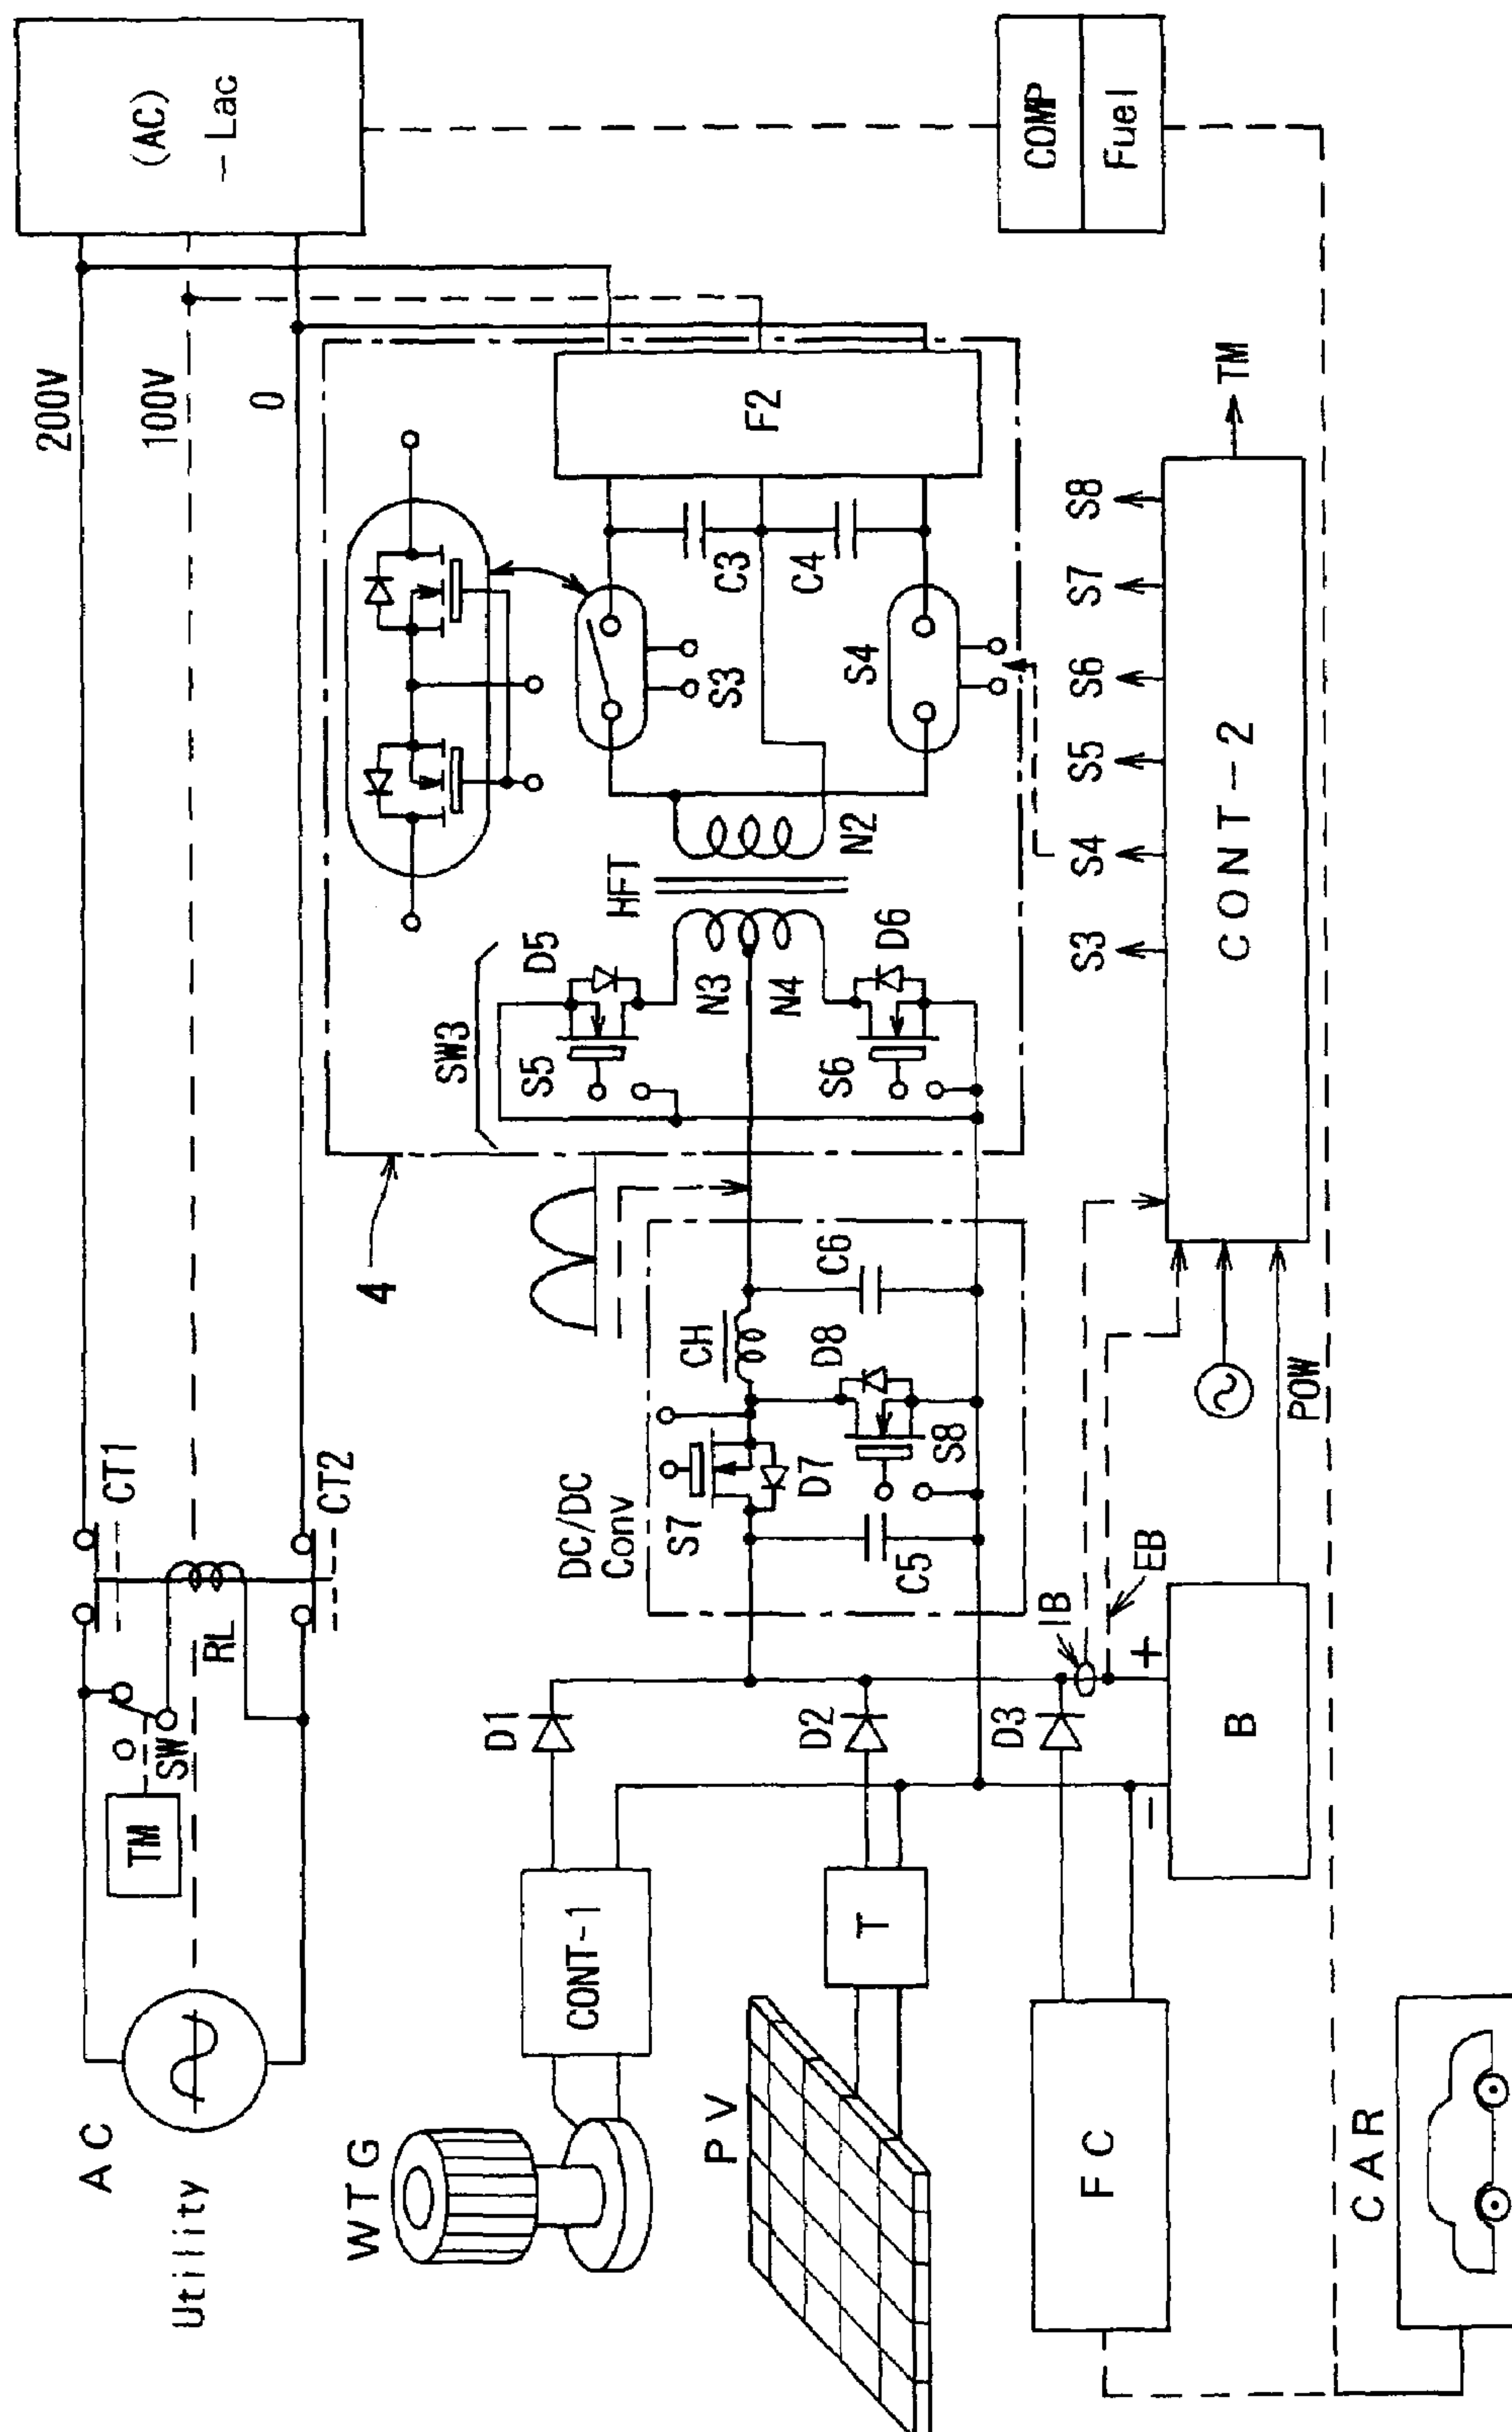 AC
Utility
TM
SW
RL
CT1
CT2
200V
100V
0
(AC)
-Lac
WTG
CONT-1
D1
DC/DC
Conv
S7
D7
CH
D8
S8
C5
C6
4
SW3
S5
D5
N3
N4
S6
D6
HFT
N2
S3
S4
C3
C4
F2
PV
T
D2
FC
D3
IB
EB
+
-
B
POW
CONT-2
S3
S4
S5
S6
S7
S8
TM
COMP
Fuel
CAR